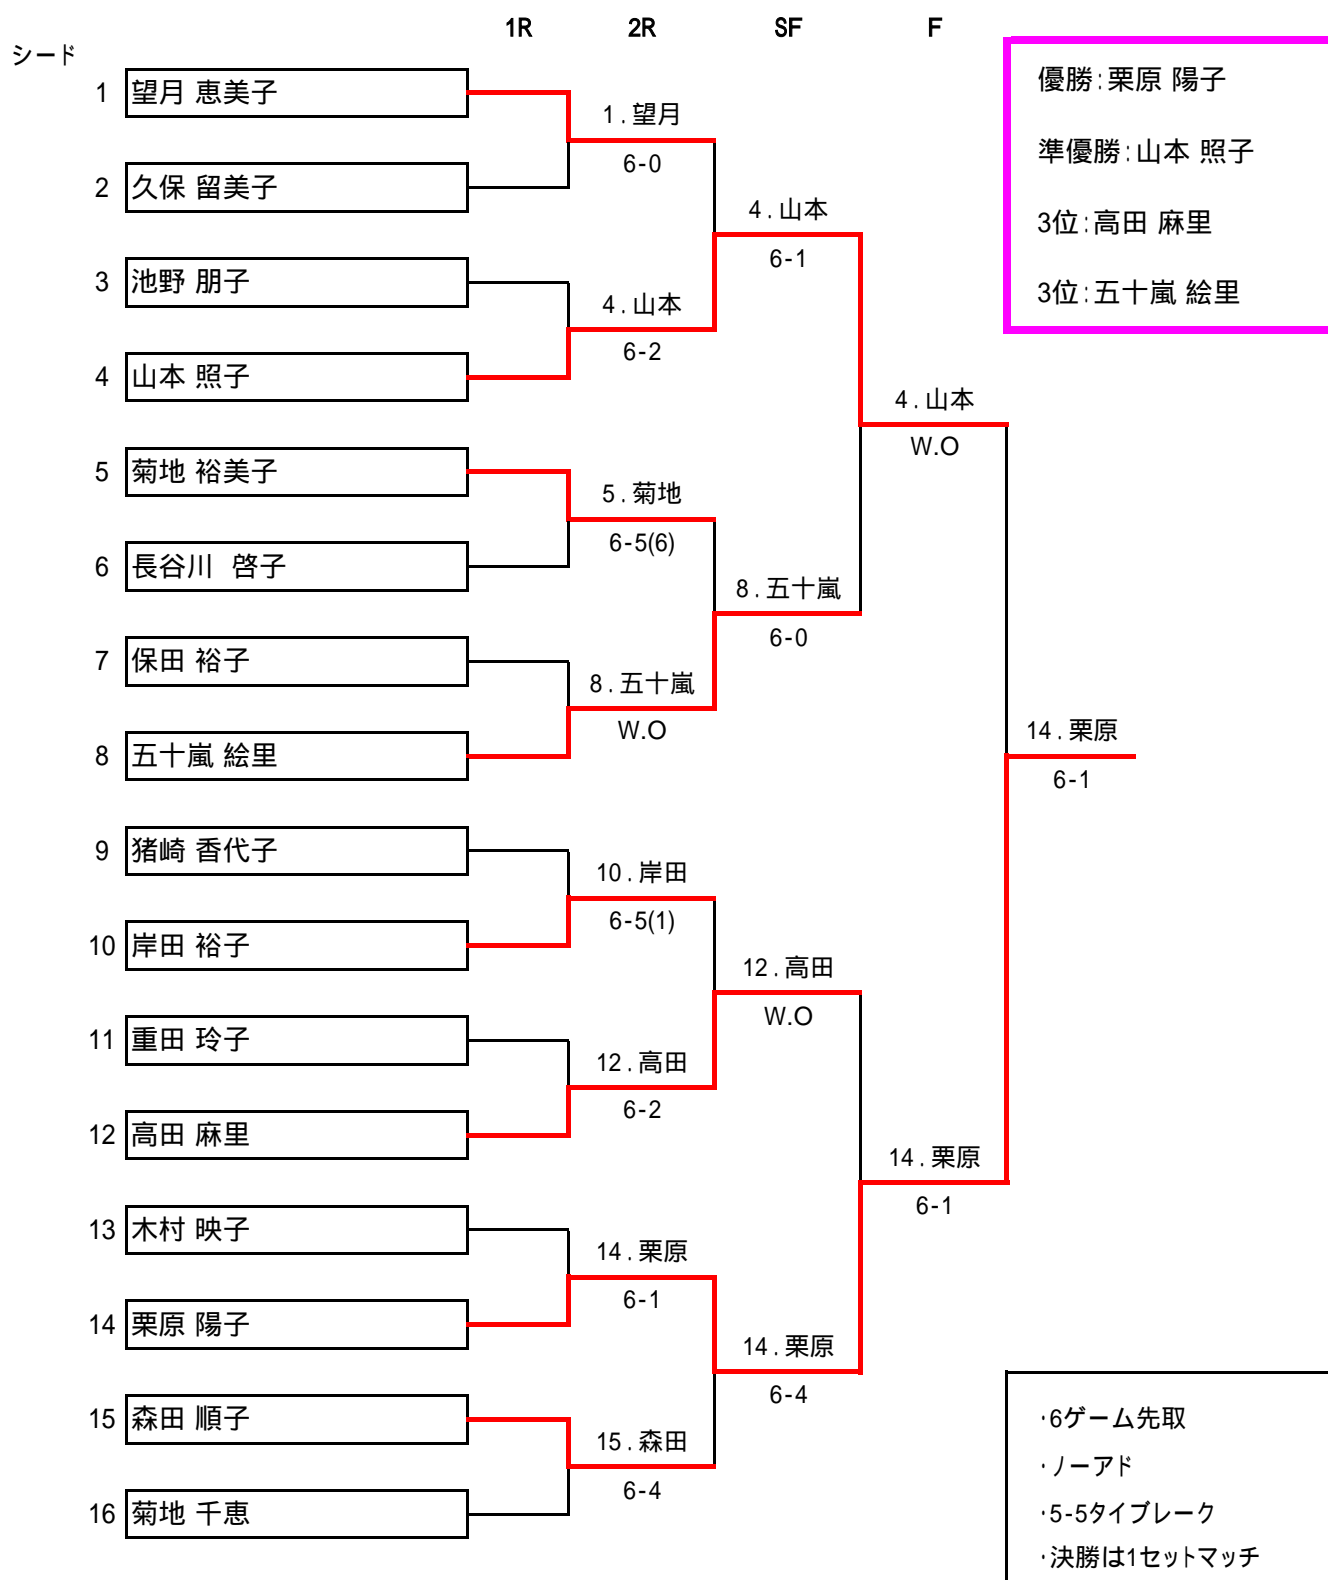 1R 2R SF F
シード
優勝:栗原 陽子
準優勝:山本 照子
3位:高田 麻里
3位:五十嵐 絵里
1 望月 恵美子
1.望月
6-0
2 久保 留美子
4.山本
6-1
3 池野 朋子
4.山本
6-2
4 山本 照子
4.山本
W.O
5 菊地 裕美子
5.菊地
6-5(6)
6 長谷川 啓子
8.五十嵐
6-0
7 保田 裕子
8.五十嵐
W.O
8 五十嵐 絵里
14.栗原
6-1
9 猪崎 香代子
10.岸田
6-5(1)
10 岸田 裕子
12.高田
W.O
11 重田 玲子
12.高田
6-2
12 高田 麻里
14.栗原
6-1
13 木村 映子
14.栗原
6-1
14 栗原 陽子
14.栗原
6-4
15 森田 順子
15.森田
6-4
16 菊地 千恵
・6ゲーム先取
・ノーアド
・5-5タイブレーク
・決勝は1セットマッチ